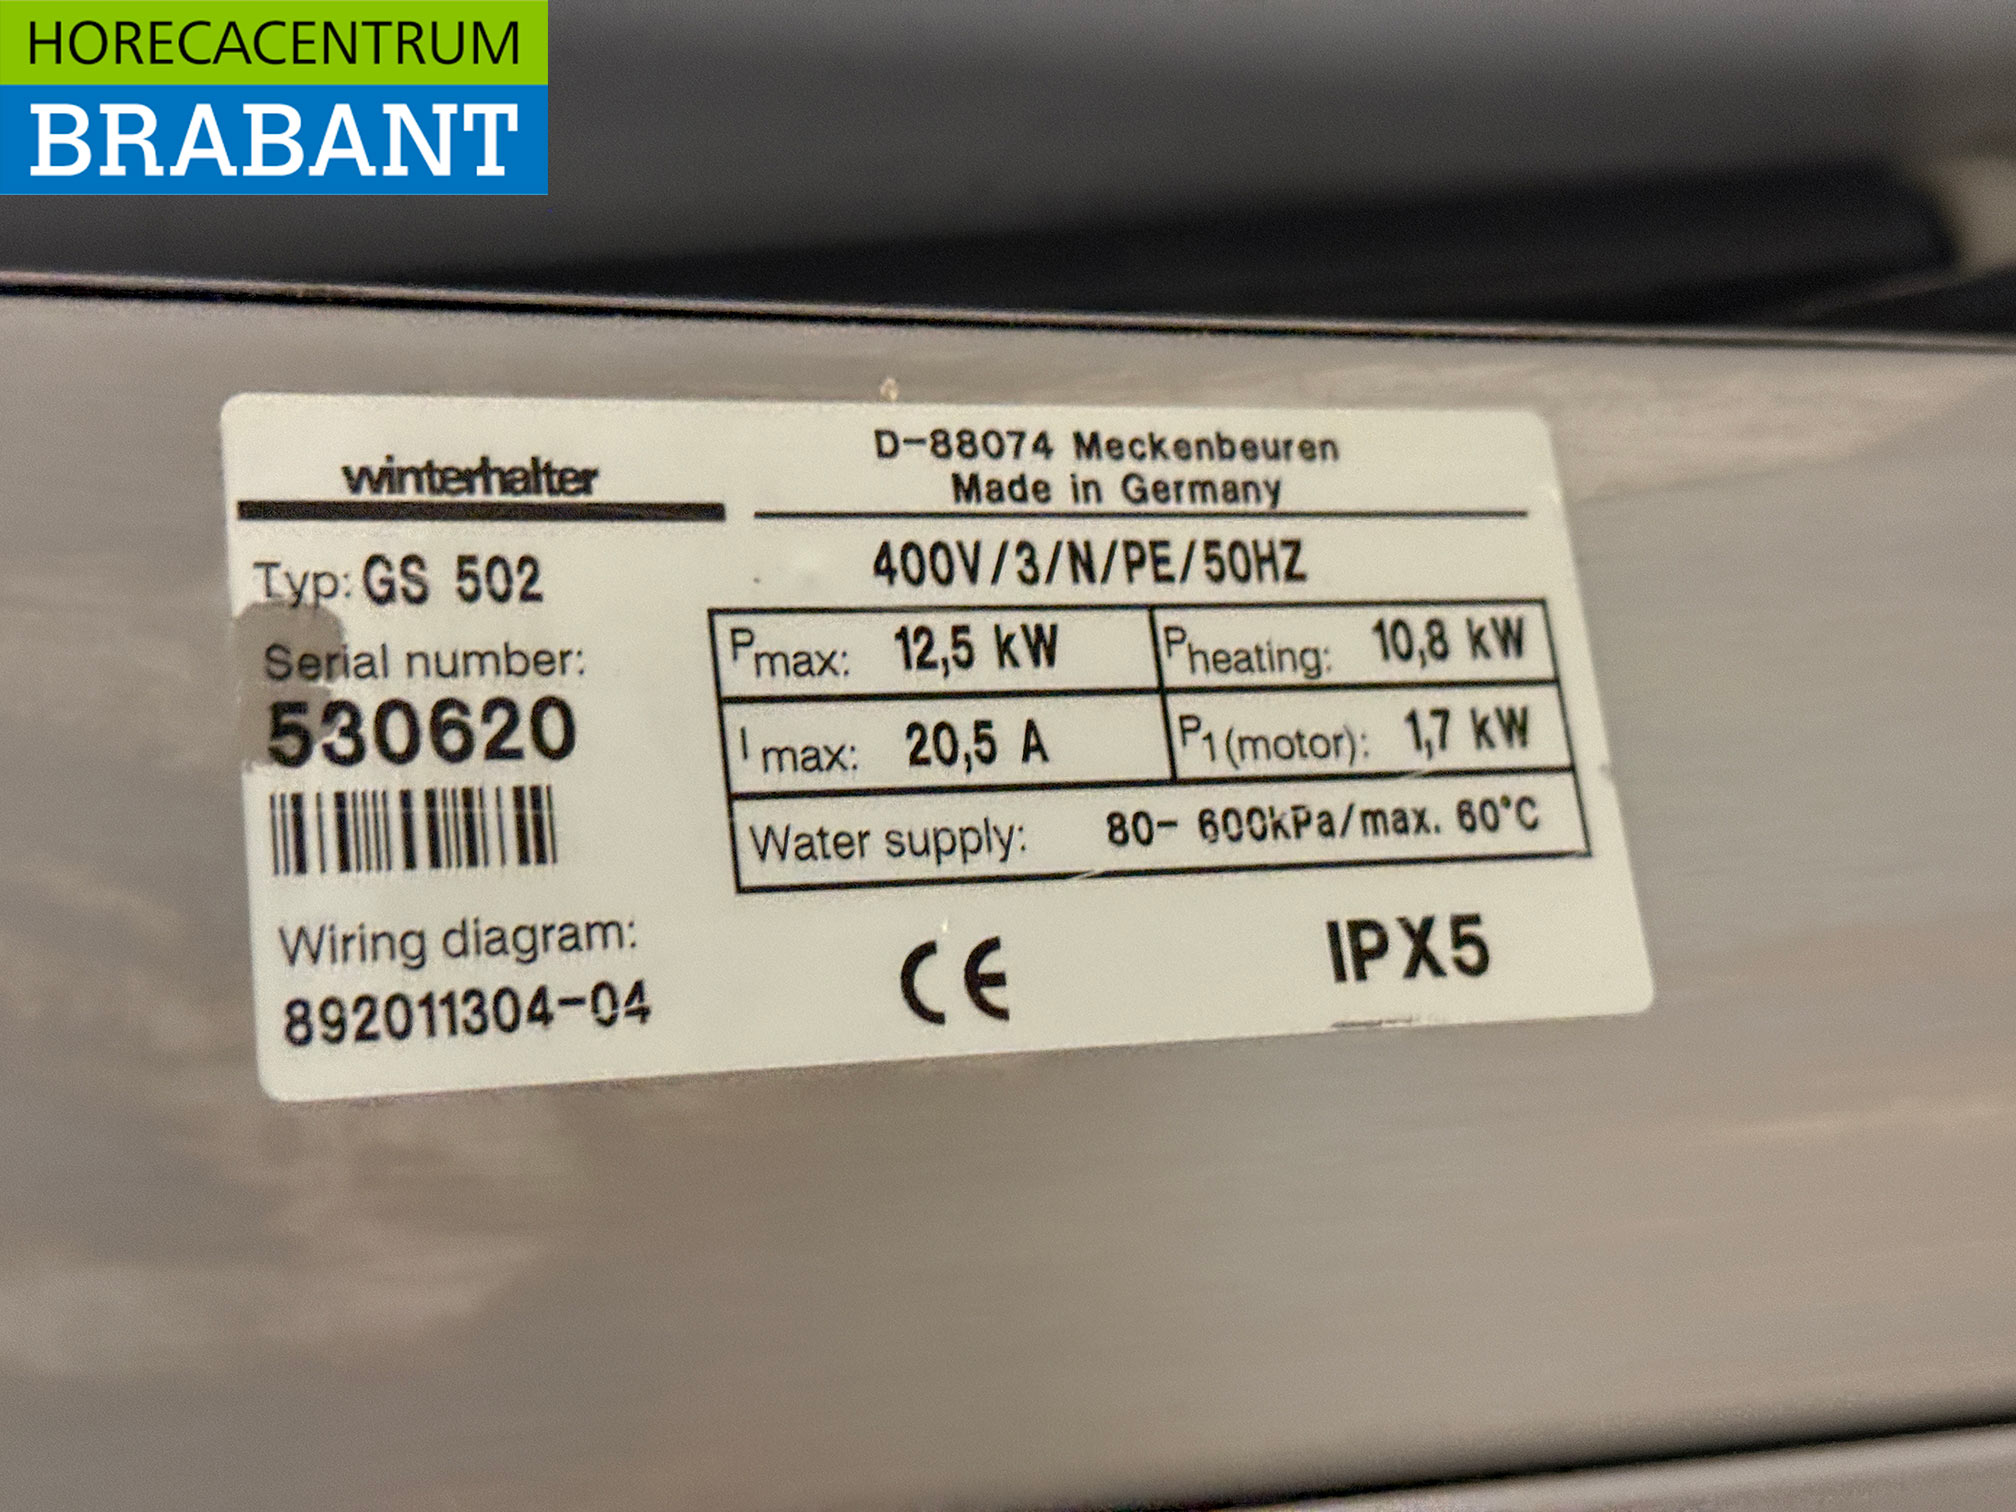 HORECACENTRUM
BRABANT
winterhalter
D-88074 Meckenbeuren
Made in Germany
Typ: GS 502
400V/3/N/PE/50HZ
Serial number:
530620
Pmax: 12,5 kW
Pheating: 10,8 kW
I max: 20,5 A
P1 (motor): 1,7 kW
Water supply: 80- 600kPa/max. 60°C
Wiring diagram:
892011304-04
CE
IPX5